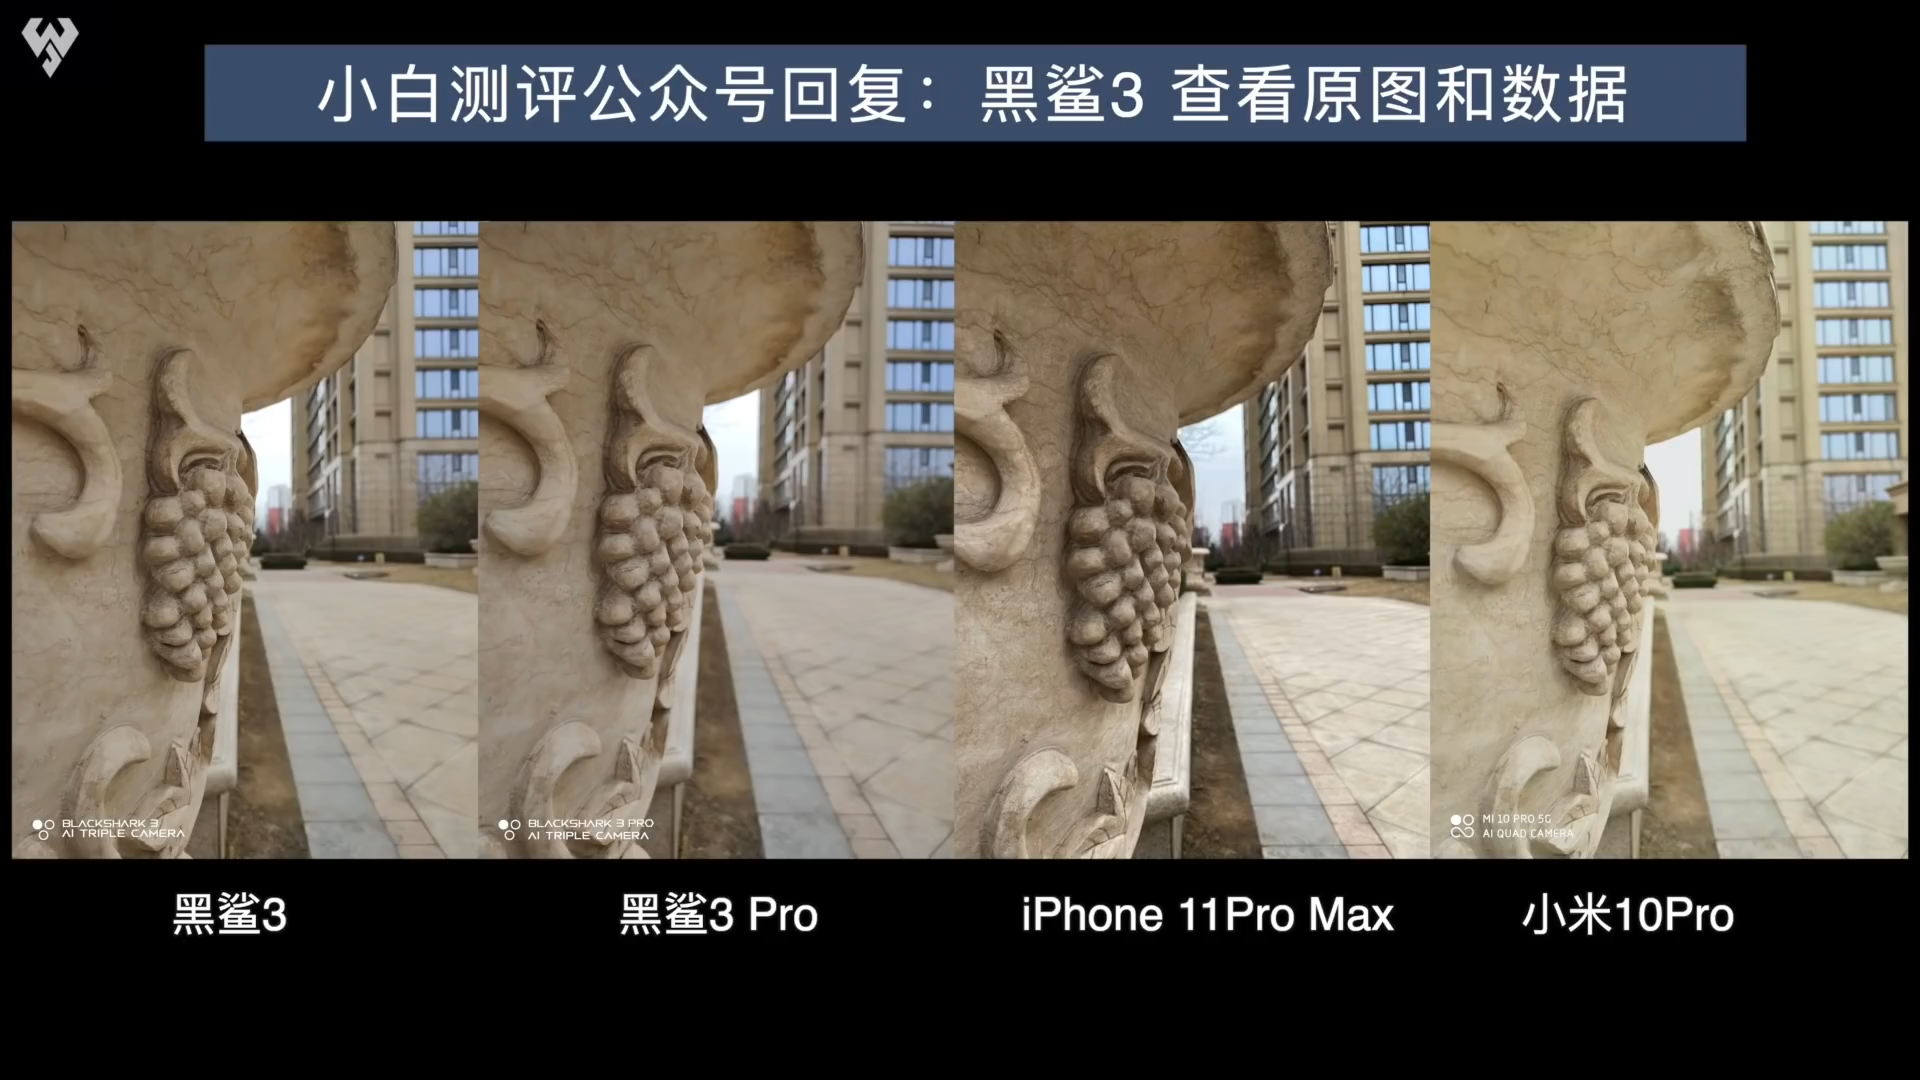 小白测评公众号回复：黑鲨3 查看原图和数据
BLACKSHARK 3
AI TRIPLE CAMERA
BLACKSHARK 3 PRO
AI TRIPLE CAMERA
MI 10 PRO 5G
AI QUAD CAMERA
黑鲨3
黑鲨3 Pro
iPhone 11Pro Max
小米10Pro